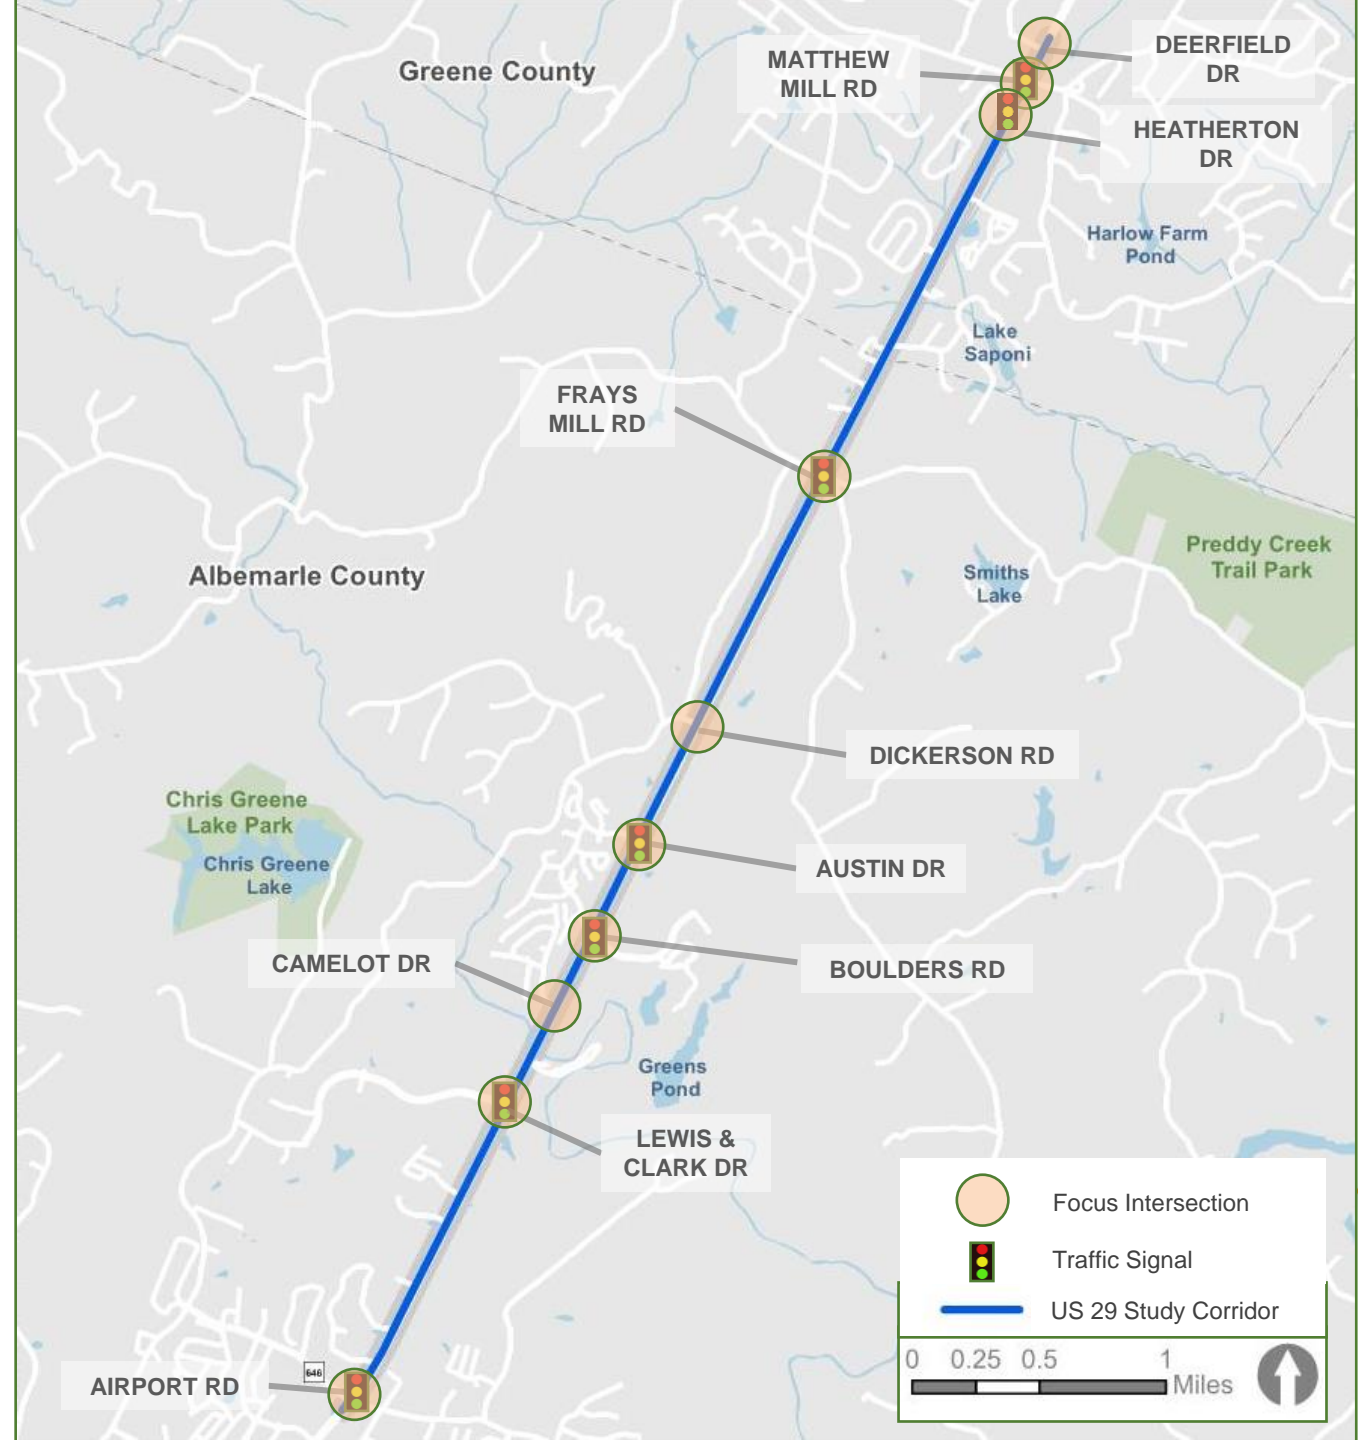 DEERFIELD
DR
MATTHEW
MILL RD
Greene County
HEATHERTON
DR
Harlow Farm
Pond
Lake
Saponi
FRAYS
MILL RD
Preddy Creek
Trail Park
Albemarle County
Smiths
Lake
DICKERSON RD
Chris Greene
Lake Park
Chris Greene
Lake
AUSTIN DR
CAMELOT DR
BOULDERS RD
Greens
Pond
LEWIS &
CLARK DR
Focus Intersection
Traffic Signal
US 29 Study Corridor
0 0.25 0.5 1
Miles
646
AIRPORT RD